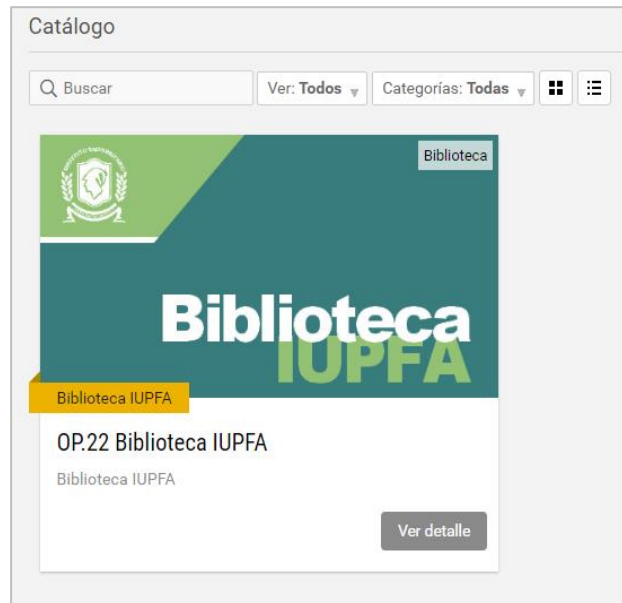 Catálogo
Buscar
Ver: Todos
Categorías: Todas
Biblioteca
Biblioteca
IUPFA
Biblioteca IUPFA
OP.22 Biblioteca IUPFA
Biblioteca IUPFA
Ver detalle